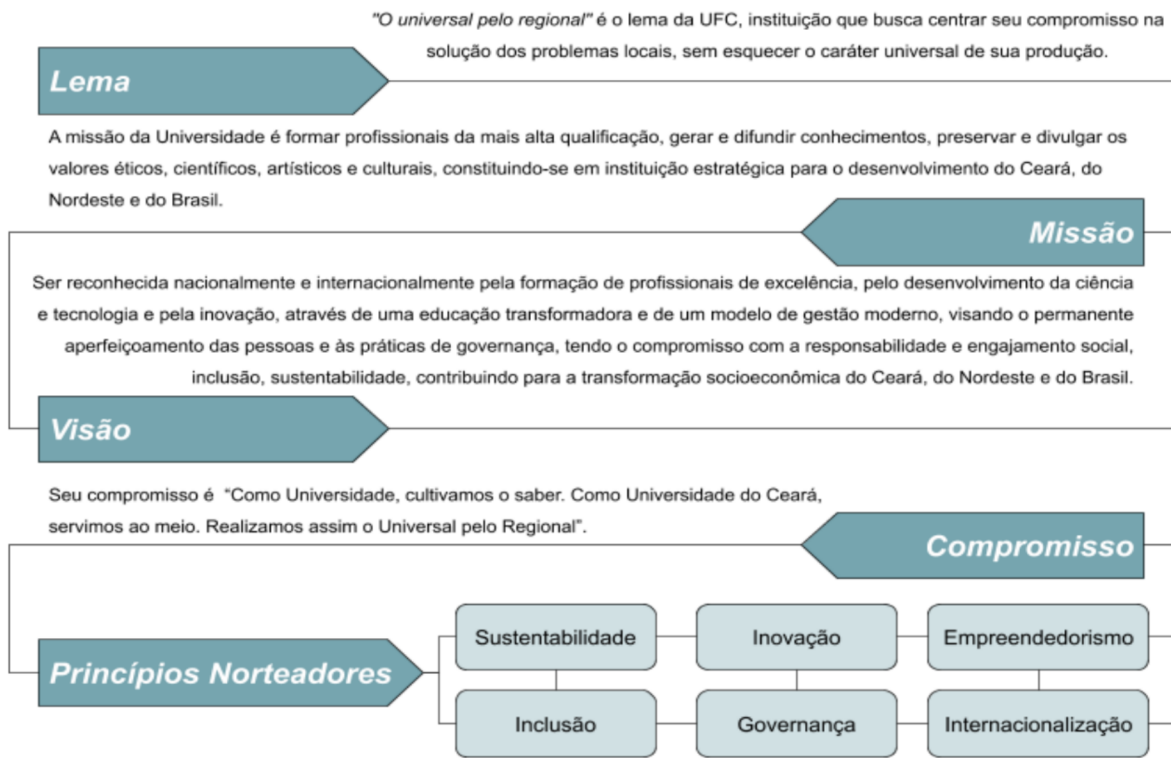 "O universal pelo regional" é o lema da UFC, instituição que busca centrar seu compromisso na
solução dos problemas locais, sem esquecer o caráter universal de sua produção.
Lema
A missão da Universidade é formar profissionais da mais alta qualificação, gerar e difundir conhecimentos, preservar e divulgar os
valores éticos, científicos, artísticos e culturais, constituindo-se em instituição estratégica para o desenvolvimento do Ceará, do
Nordeste e do Brasil.
Missão
Ser reconhecida nacionalmente e internacionalmente pela formação de profissionais de excelência, pelo desenvolvimento da ciência
e tecnologia e pela inovação, através de uma educação transformadora e de um modelo de gestão moderno, visando o permanente
aperfeiçoamento das pessoas e às práticas de governança, tendo o compromisso com a responsabilidade e engajamento social,
inclusão, sustentabilidade, contribuindo para a transformação socioeconômica do Ceará, do Nordeste e do Brasil.
Visão
Seu compromisso é “Como Universidade, cultivamos o saber. Como Universidade do Ceará,
servimos ao meio. Realizamos assim o Universal pelo Regional”.
Compromisso
Princípios Norteadores
Sustentabilidade
Inovação
Empreendedorismo
Inclusão
Governança
Internacionalização